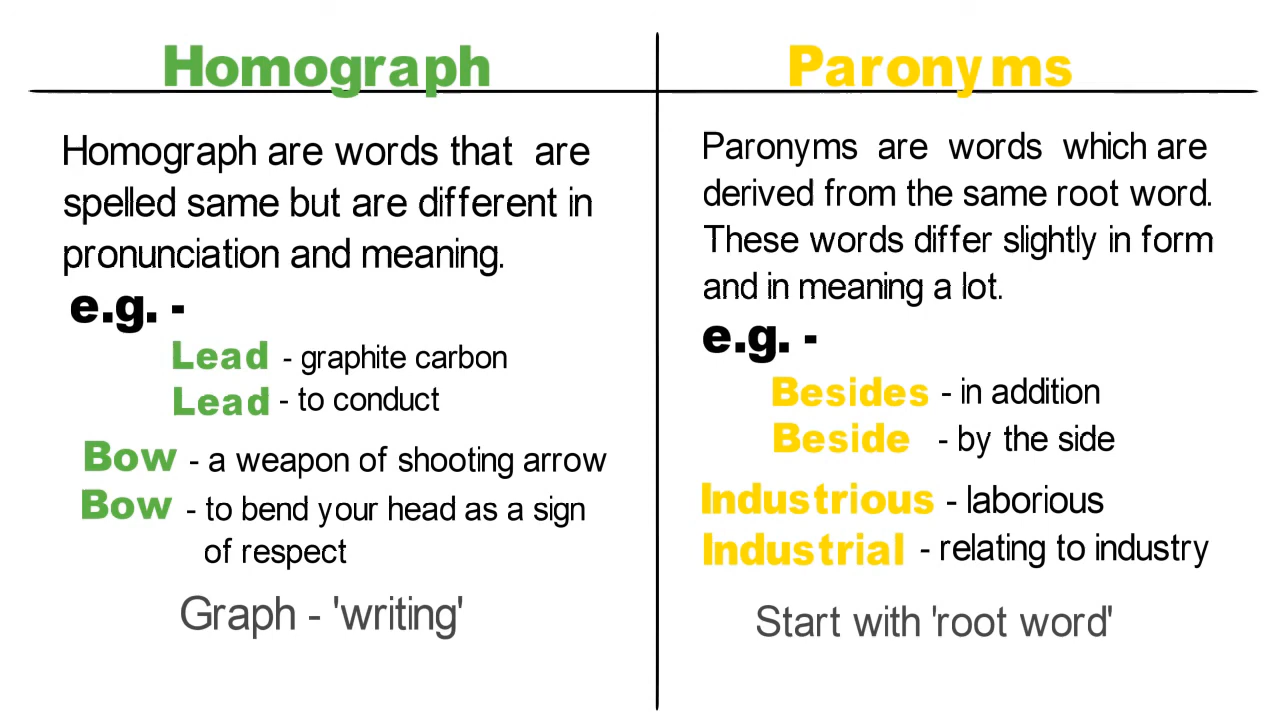 Homograph
Homograph are words that are
spelled same but are different in
pronunciation and meaning.
e.g. -
Lead - graphite carbon
Lead - to conduct
Bow - a weapon of shooting arrow
Bow - to bend your head as a sign
of respect
Graph - 'writing'
Paronyms
Paronyms are words which are
derived from the same root word.
These words differ slightly in form
and in meaning a lot.
e.g. -
Besides - in addition
Beside - by the side
Industrious - laborious
Industrial - relating to industry
Start with 'root word'